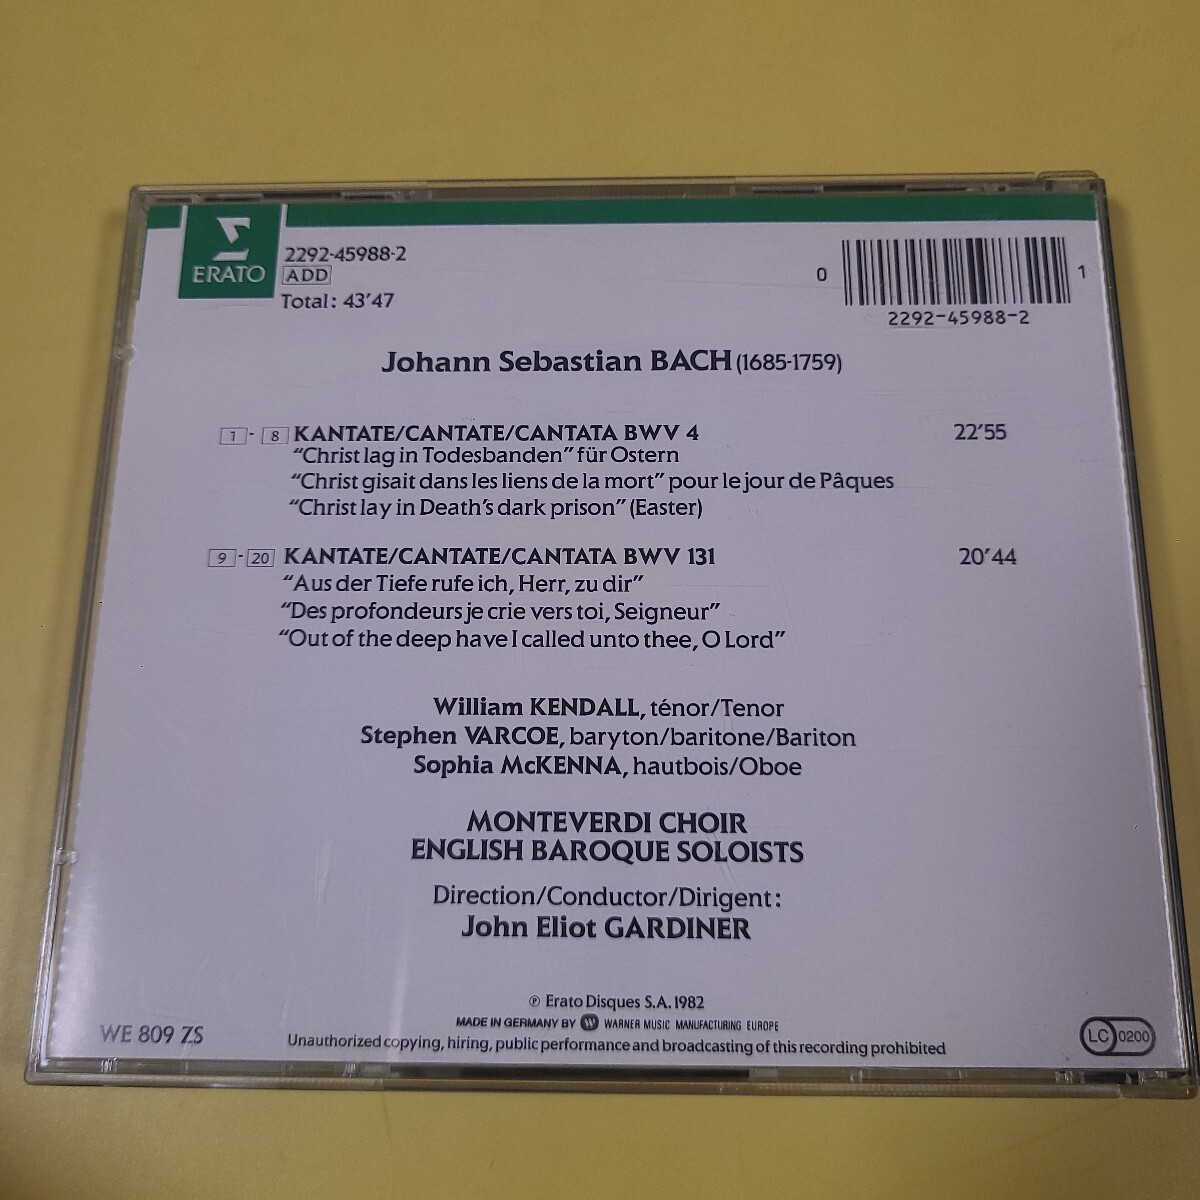 ERATO
2292-45988-2
ADD
Total: 43'47
0
1
2292-45988-2
Johann Sebastian BACH (1685-1759)
1 - 8 KANTATE/CANTATE/CANTATA BWV 4 22'55
"Christ lag in Todesbanden" für Ostern
"Christ gisait dans les liens de la mort" pour le jour de Pâques
"Christ lay in Death's dark prison" (Easter)
9 - 20 KANTATE/CANTATE/CANTATA BWV 131 20'44
"Aus der Tiefe rufe ich, Herr, zu dir"
"Des profondeurs je crie vers toi, Seigneur"
"Out of the deep have I called unto thee, O Lord"
William KENDALL, ténor/Tenor
Stephen VARCOE, baryton/baritone/Bariton
Sophia McKENNA, hautbois/Oboe
MONTEVERDI CHOIR
ENGLISH BAROQUE SOLOISTS
Direction/Conductor/Dirigent:
John Eliot GARDINER
℗ Erato Disques S.A. 1982
MADE IN GERMANY BY WARNER MUSIC MANUFACTURING EUROPE
Unauthorized copying, hiring, public performance and broadcasting of this recording prohibited
WE 809 ZS
LC 0200